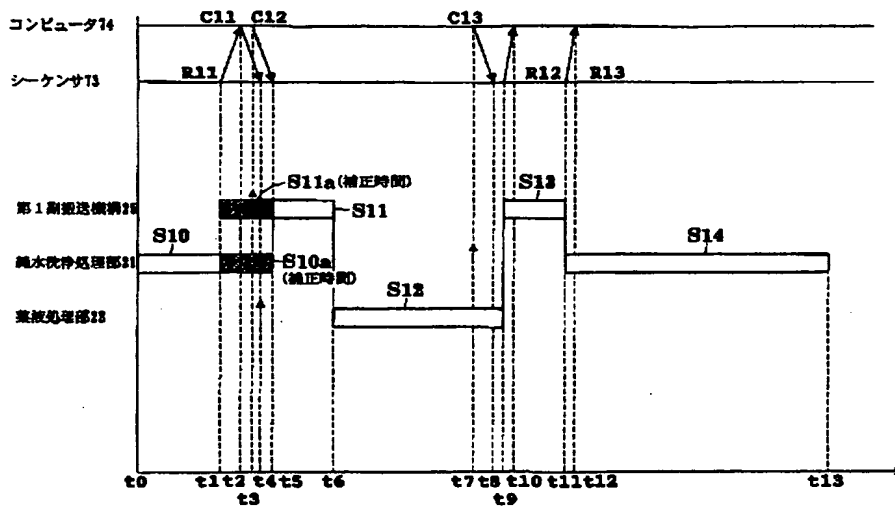 コンピュータ74 C11 C12 C13
シーケンサ73 R11 R12 R13
S11a(補正時間)
第1副搬送機構29 S11 S13
S10 S14
純水洗浄処理部31 S10a
(補正時間)
薬液処理部28 S12
t0 t1 t2 t4 t5 t6 t7 t8 t10 t11 t12 t13
t3 t9